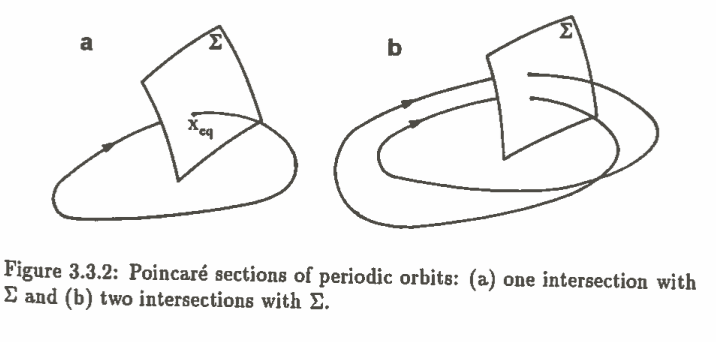 a
Σ
X_eq
b
Σ
Figure 3.3.2: Poincaré sections of periodic orbits: (a) one intersection with
Σ and (b) two intersections with Σ.